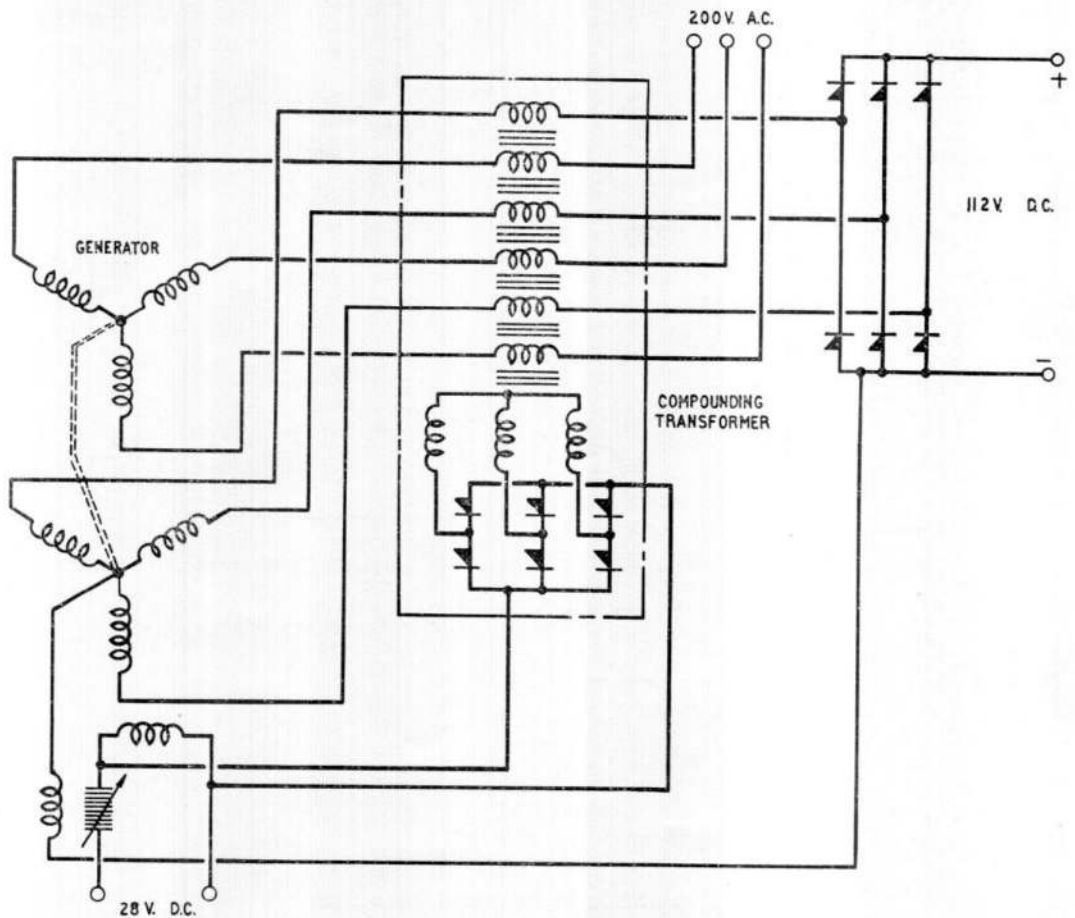 200V. A.C.
+
GENERATOR
112V. D.C.
−
COMPOUNDING
TRANSFORMER
28 V. D.C.